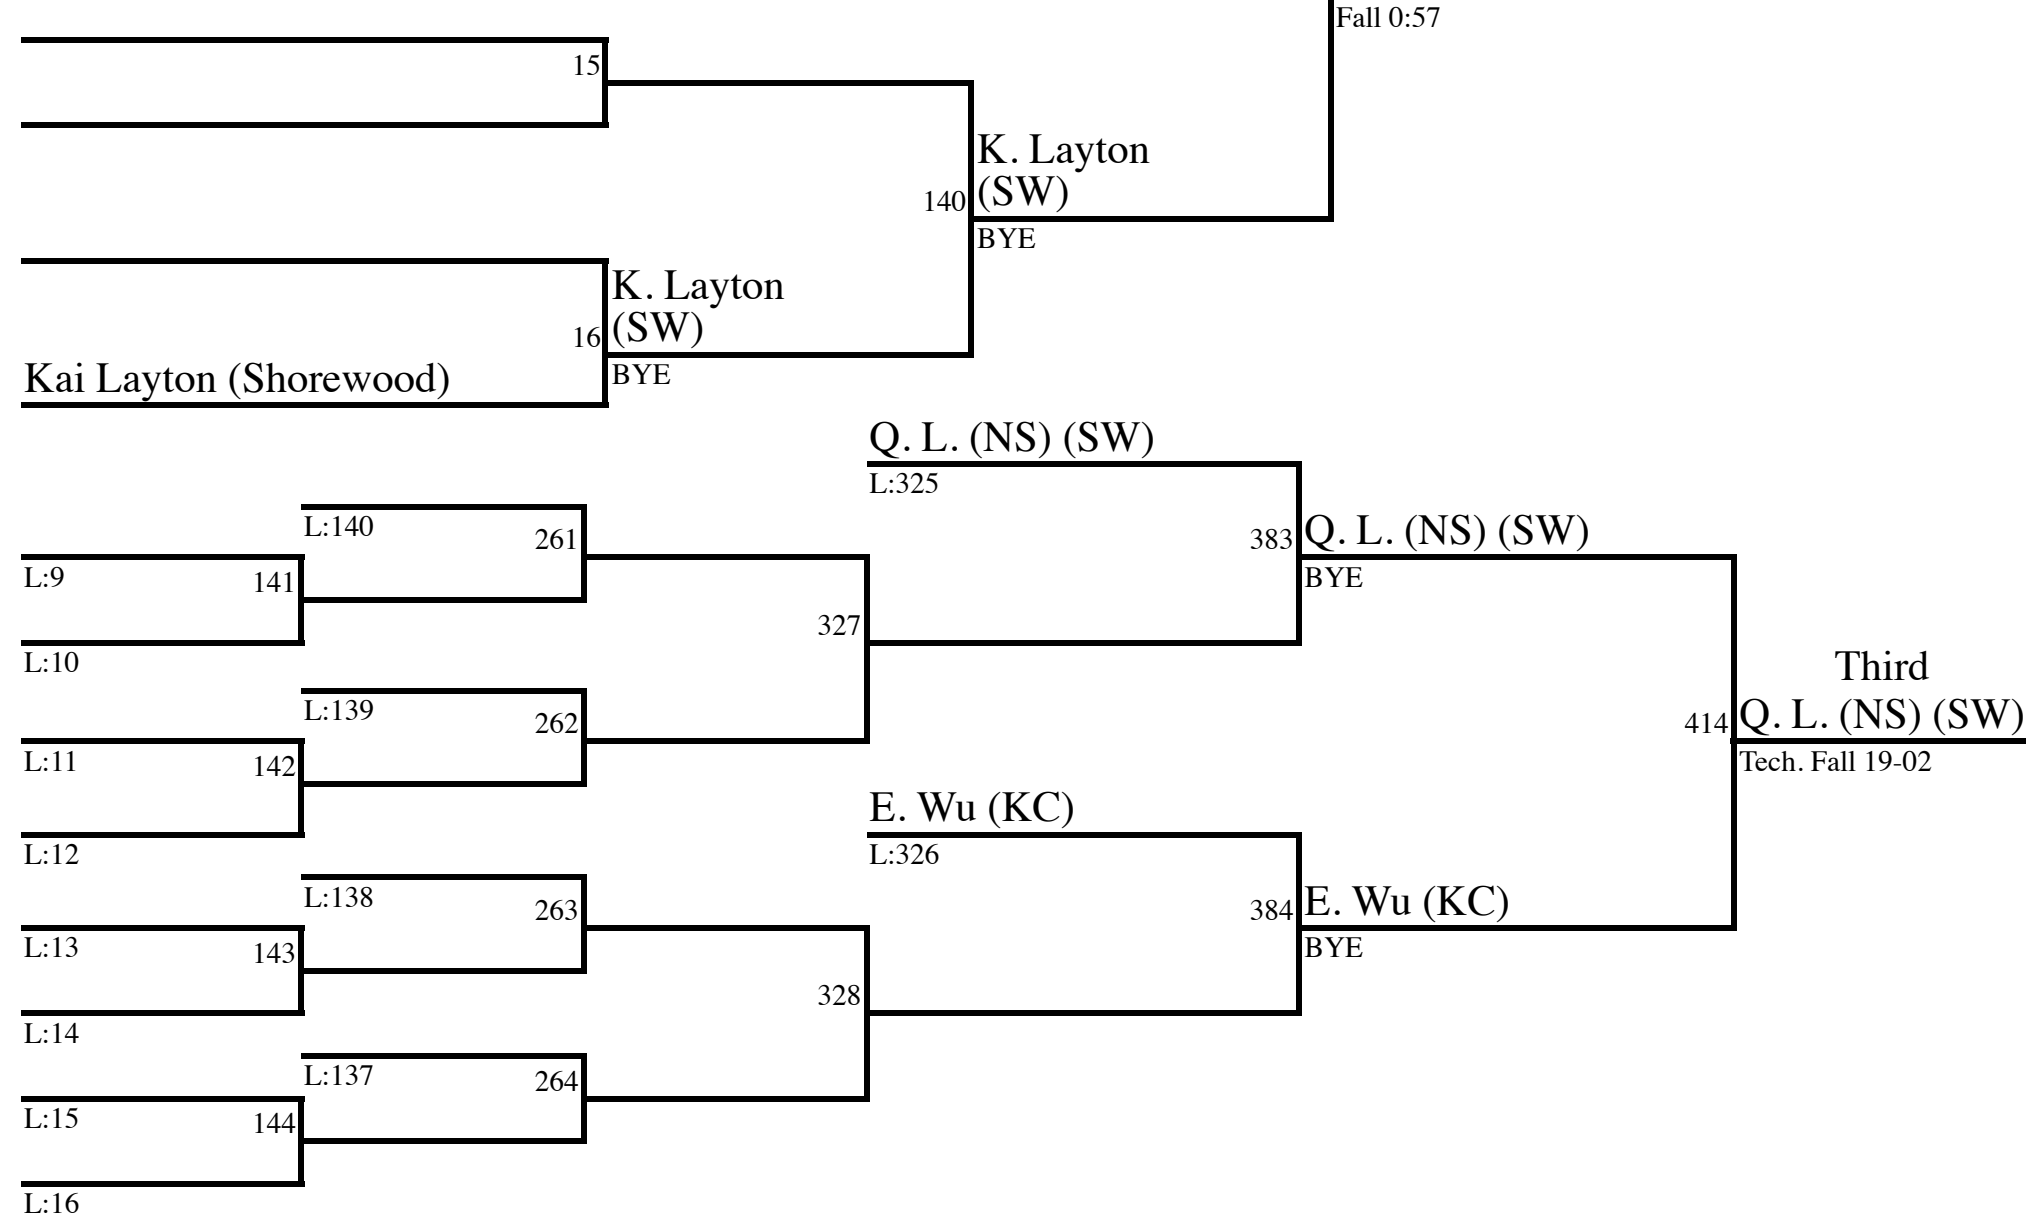 Fall 0:57
15
K. Layton
(SW)
140
BYE
K. Layton
(SW)
16
BYE
Kai Layton (Shorewood)
Q. L. (NS) (SW)
L:325
L:140
261
383
Q. L. (NS) (SW)
BYE
L:9
141
327
L:10
Third
L:139
262
414
Q. L. (NS) (SW)
Tech. Fall 19-02
L:11
142
E. Wu (KC)
L:12
L:326
L:138
263
384
E. Wu (KC)
BYE
L:13
143
328
L:14
L:137
264
L:15
144
L:16